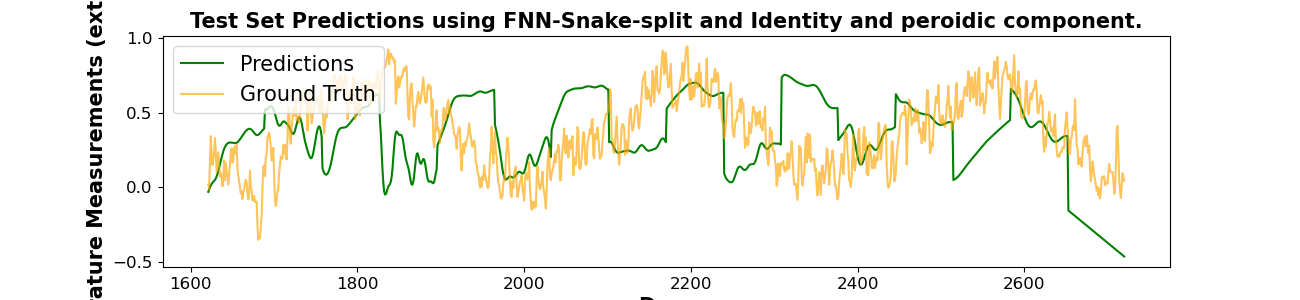 Test Set Predictions using FNN-Snake-split and Identity and peroidic component.
Measurements
1.0
0.5
0.0
−0.5
Predictions
Ground Truth
1600
1800
2000
2200
2400
2600